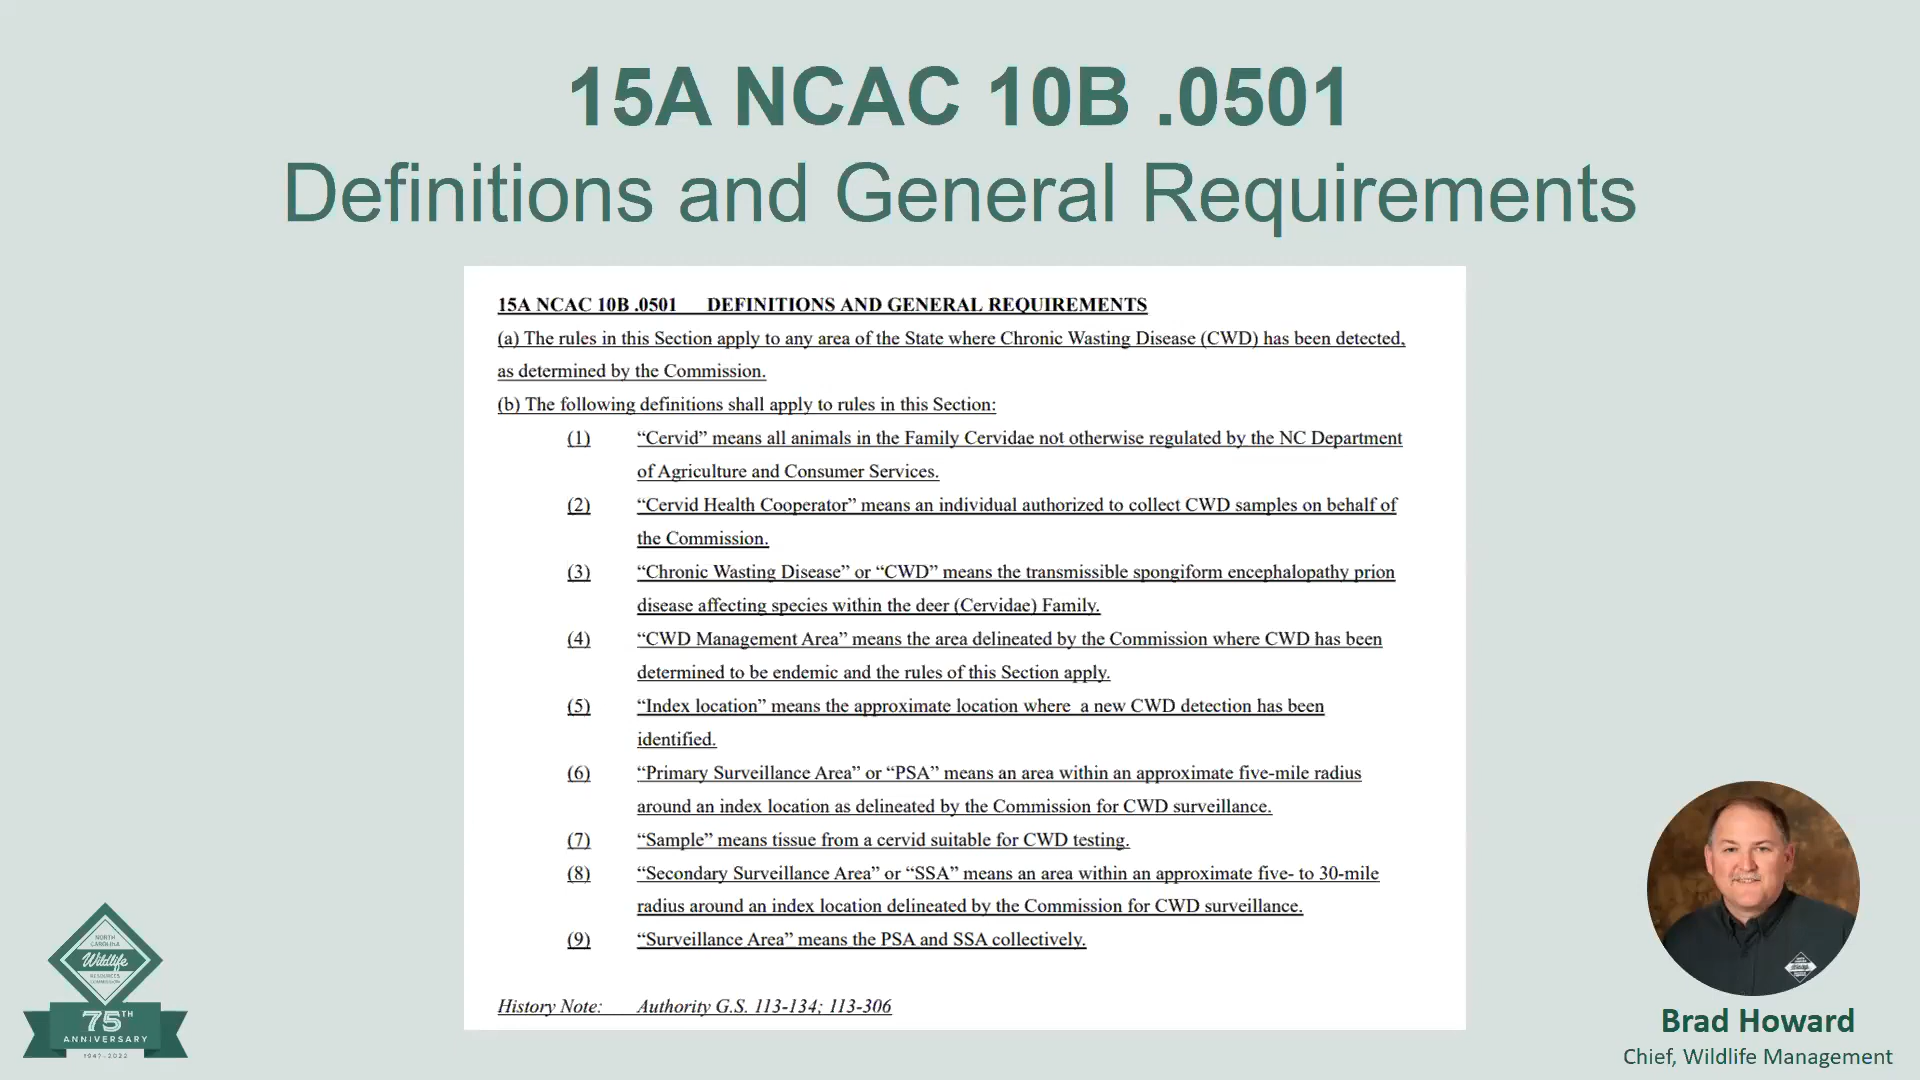 15A NCAC 10B .0501
Definitions and General Requirements
15A NCAC 10B .0501 DEFINITIONS AND GENERAL REQUIREMENTS
(a) The rules in this Section apply to any area of the State where Chronic Wasting Disease (CWD) has been detected,
as determined by the Commission.
(b) The following definitions shall apply to rules in this Section:
(1) “Cervid” means all animals in the Family Cervidae not otherwise regulated by the NC Department
of Agriculture and Consumer Services.
(2) “Cervid Health Cooperator” means an individual authorized to collect CWD samples on behalf of
the Commission.
(3) “Chronic Wasting Disease” or “CWD” means the transmissible spongiform encephalopathy prion
disease affecting species within the deer (Cervidae) Family.
(4) “CWD Management Area” means the area delineated by the Commission where CWD has been
determined to be endemic and the rules of this Section apply.
(5) “Index location” means the approximate location where a new CWD detection has been
identified.
(6) “Primary Surveillance Area” or “PSA” means an area within an approximate five-mile radius
around an index location as delineated by the Commission for CWD surveillance.
(7) “Sample” means tissue from a cervid suitable for CWD testing.
(8) “Secondary Surveillance Area” or “SSA” means an area within an approximate five- to 30-mile
radius around an index location delineated by the Commission for CWD surveillance.
(9) “Surveillance Area” means the PSA and SSA collectively.
History Note: Authority G.S. 113-134; 113-306
NORTH
CAROLINA
Wildlife
RESOURCES
COMMISSION
75TH
ANNIVERSARY
1947-2022
Brad Howard
Chief, Wildlife Management